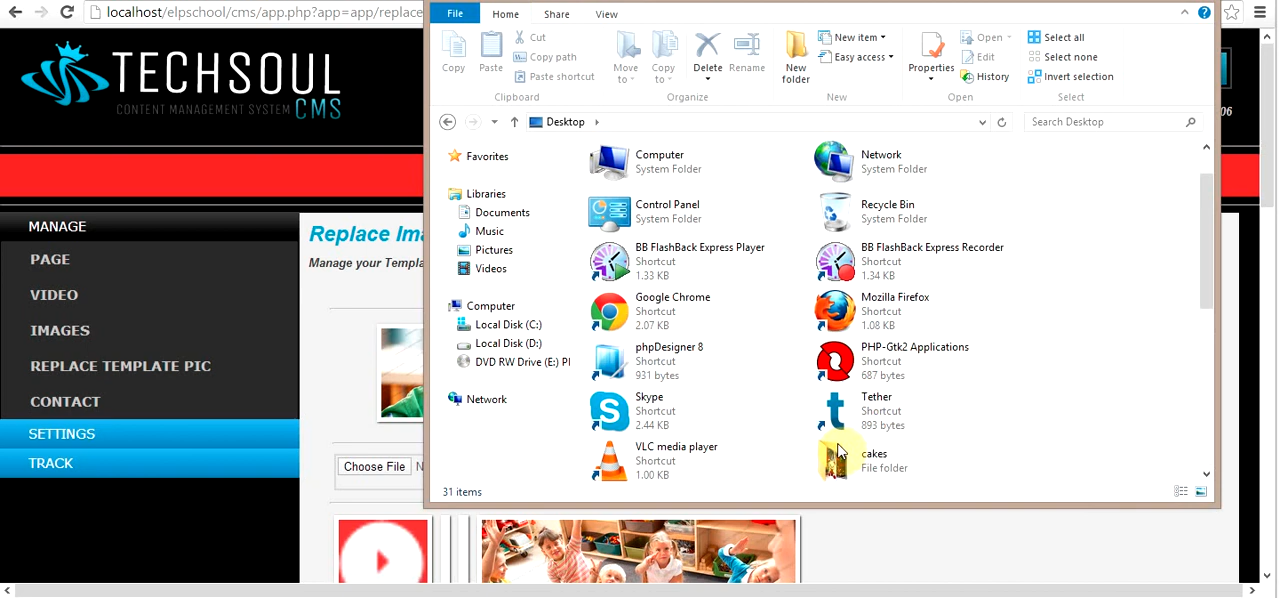 localhost/elpschool/cms/app.php?app=app/replace
TECHSOUL
CONTENT MANAGEMENT SYSTEM CMS
MANAGE
PAGE
VIDEO
IMAGES
REPLACE TEMPLATE PIC
CONTACT
SETTINGS
TRACK
Replace Ima
Manage your Templa
Choose File N
06
File Home Share View
Copy
Paste
Cut
Copy path
Paste shortcut
Clipboard
Move to
Copy to
Delete
Rename
Organize
New folder
New item
Easy access
New
Properties
Open
Edit
History
Open
Select all
Select none
Invert selection
Select
Desktop
Search Desktop
Favorites
Libraries
Documents
Music
Pictures
Videos
Computer
Local Disk (C:)
Local Disk (D:)
DVD RW Drive (E:) PI
Network
Computer
System Folder
Network
System Folder
Control Panel
System Folder
Recycle Bin
System Folder
BB FlashBack Express Player
Shortcut
1.33 KB
BB FlashBack Express Recorder
Shortcut
1.34 KB
Google Chrome
Shortcut
2.07 KB
Mozilla Firefox
Shortcut
1.08 KB
phpDesigner 8
Shortcut
931 bytes
PHP-Gtk2 Applications
Shortcut
687 bytes
Skype
Shortcut
2.44 KB
Tether
Shortcut
893 bytes
VLC media player
Shortcut
1.00 KB
cakes
File folder
31 items